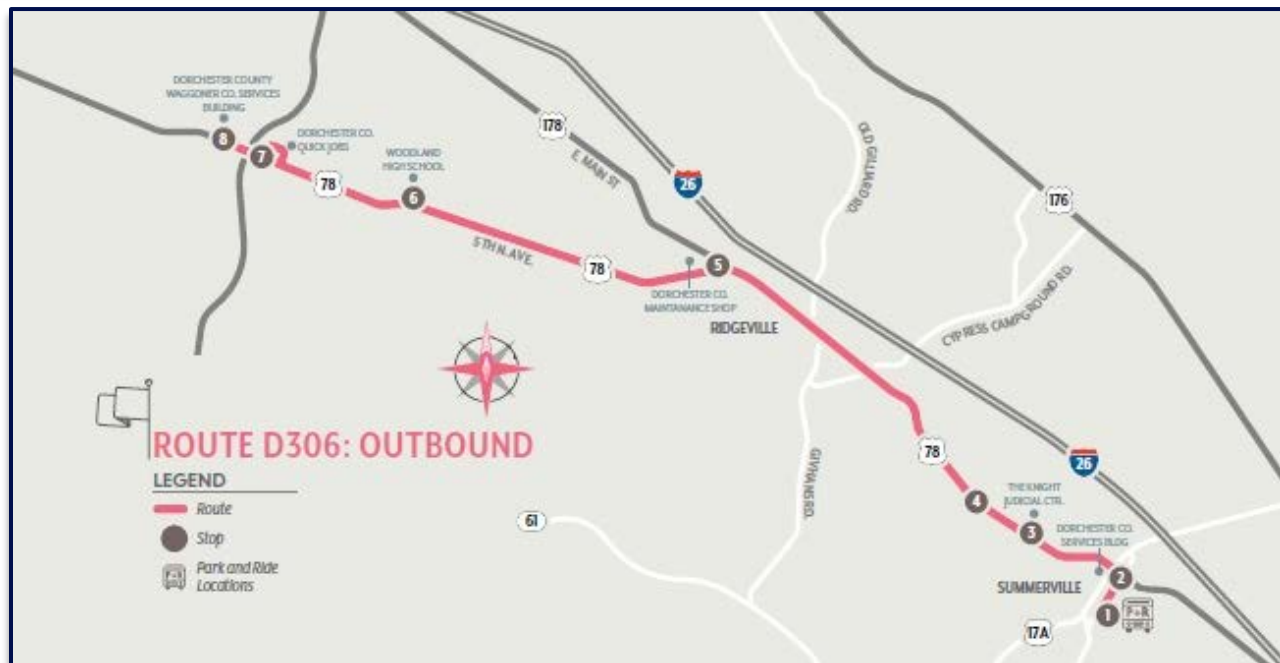 DORCHESTER COUNTY
WAGGONER CO. SERVICES
BUILDING
8
7
DORCHESTER CO.
QUICK JOBS
WOODLAND
HIGH SCHOOL
78
6
5TH N. AVE.
78
178
E. MAIN ST
26
5
DORCHESTER CO.
MAINTANANCE SHOP
RIDGEVILLE
OLD GILLIARD RD.
176
CYPRESS CAMPGROUND RD.
GIVHANS RD.
78
26
4
THE KNIGHT
JUDICIAL CTR.
3
DORCHESTER CO.
SERVICES BLDG
2
SUMMERVILLE
1
P+R
17A
61
ROUTE D306: OUTBOUND
LEGEND
Route
Stop
P+R
Park and Ride
Locations